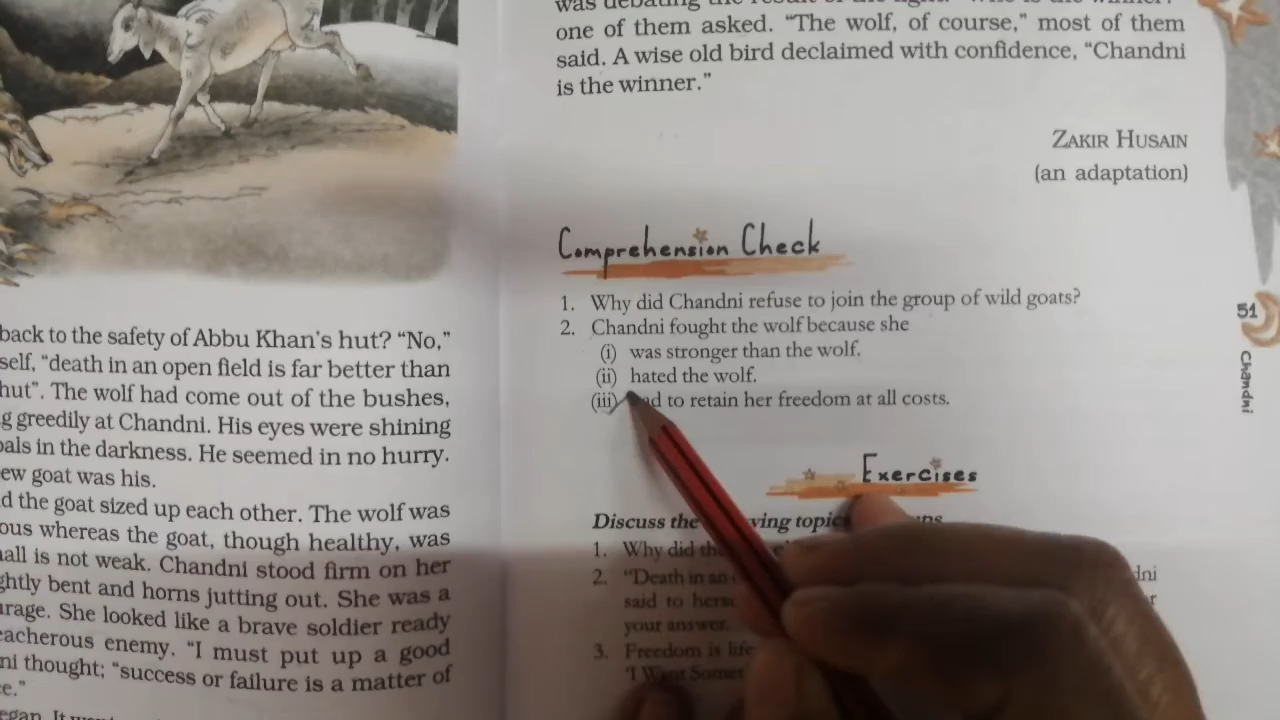 back to the safety of Abbu Khan's hut? "No,"
self, "death in an open field is far better than
hut". The wolf had come out of the bushes,
g greedily at Chandni. His eyes were shining
oals in the darkness. He seemed in no hurry.
ew goat was his.
d the goat sized up each other. The wolf was
ous whereas the goat, though healthy, was
all is not weak. Chandni stood firm on her
ghtly bent and horns jutting out. She was a
urage. She looked like a brave soldier ready
eacherous enemy. "I must put up a good
ni thought; "success or failure is a matter of
ce."
one of them asked. "The wolf, of course," most of them
said. A wise old bird declaimed with confidence, "Chandni
is the winner."
ZAKIR HUSAIN
(an adaptation)
Comprehension Check
1. Why did Chandni refuse to join the group of wild goats?
2. Chandni fought the wolf because she
(i) was stronger than the wolf.
(ii) hated the wolf.
(iii) to retain her freedom at all costs.
Exercises
Discuss the topic
1. Why did
2. "Death in an dni
said to
your answer.
3. Freedom is life
'I Want
51
Chandni